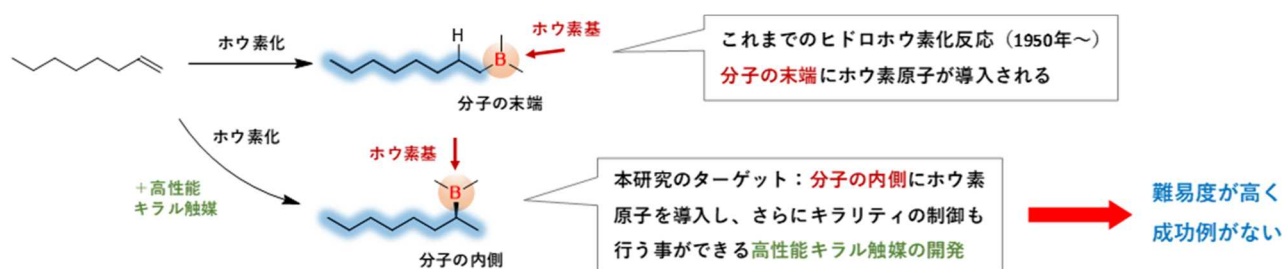 ホウ素化
H
B
ホウ素基
分子の末端
これまでのヒドロホウ素化反応（1950年～）
分子の末端にホウ素原子が導入される
ホウ素化
＋高性能
キラル触媒
ホウ素基
B
分子の内側
本研究のターゲット：分子の内側にホウ素
原子を導入し、さらにキラリティの制御も
行う事ができる高性能キラル触媒の開発
難易度が高く
成功例がない